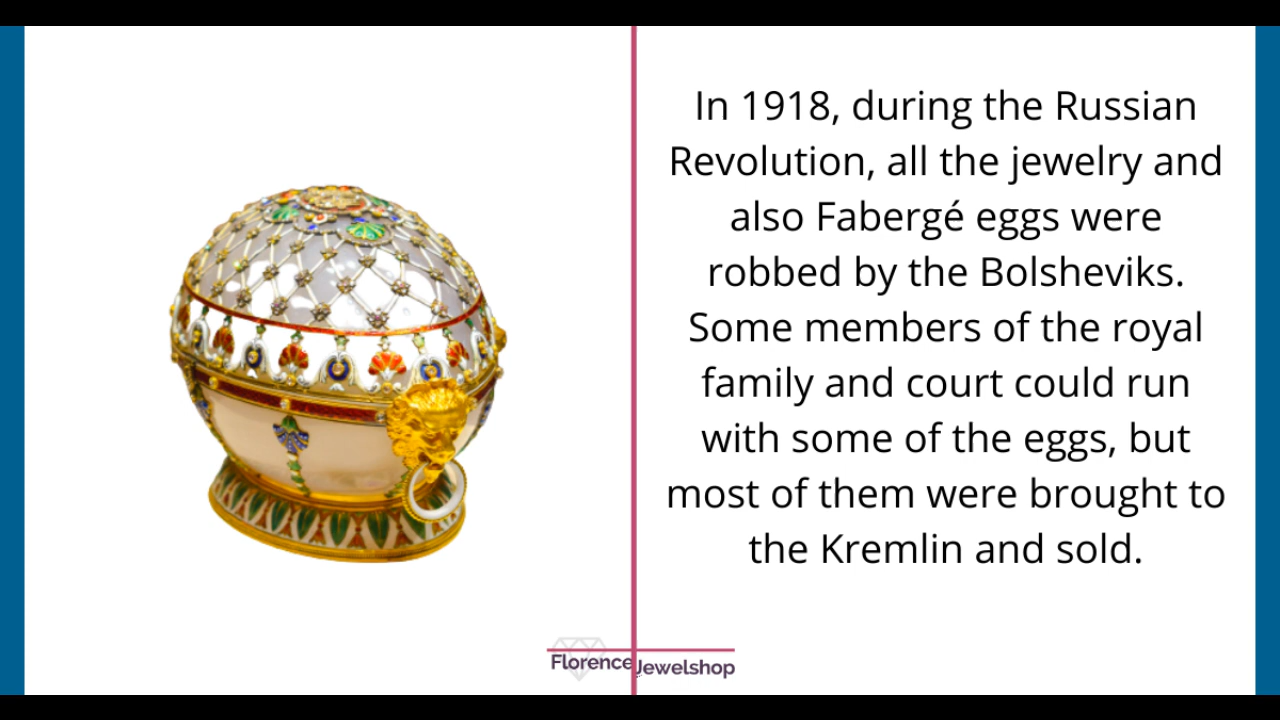 In 1918, during the Russian
Revolution, all the jewelry and
also Fabergé eggs were
robbed by the Bolsheviks.
Some members of the royal
family and court could run
with some of the eggs, but
most of them were brought to
the Kremlin and sold.
Florence Jewelshop